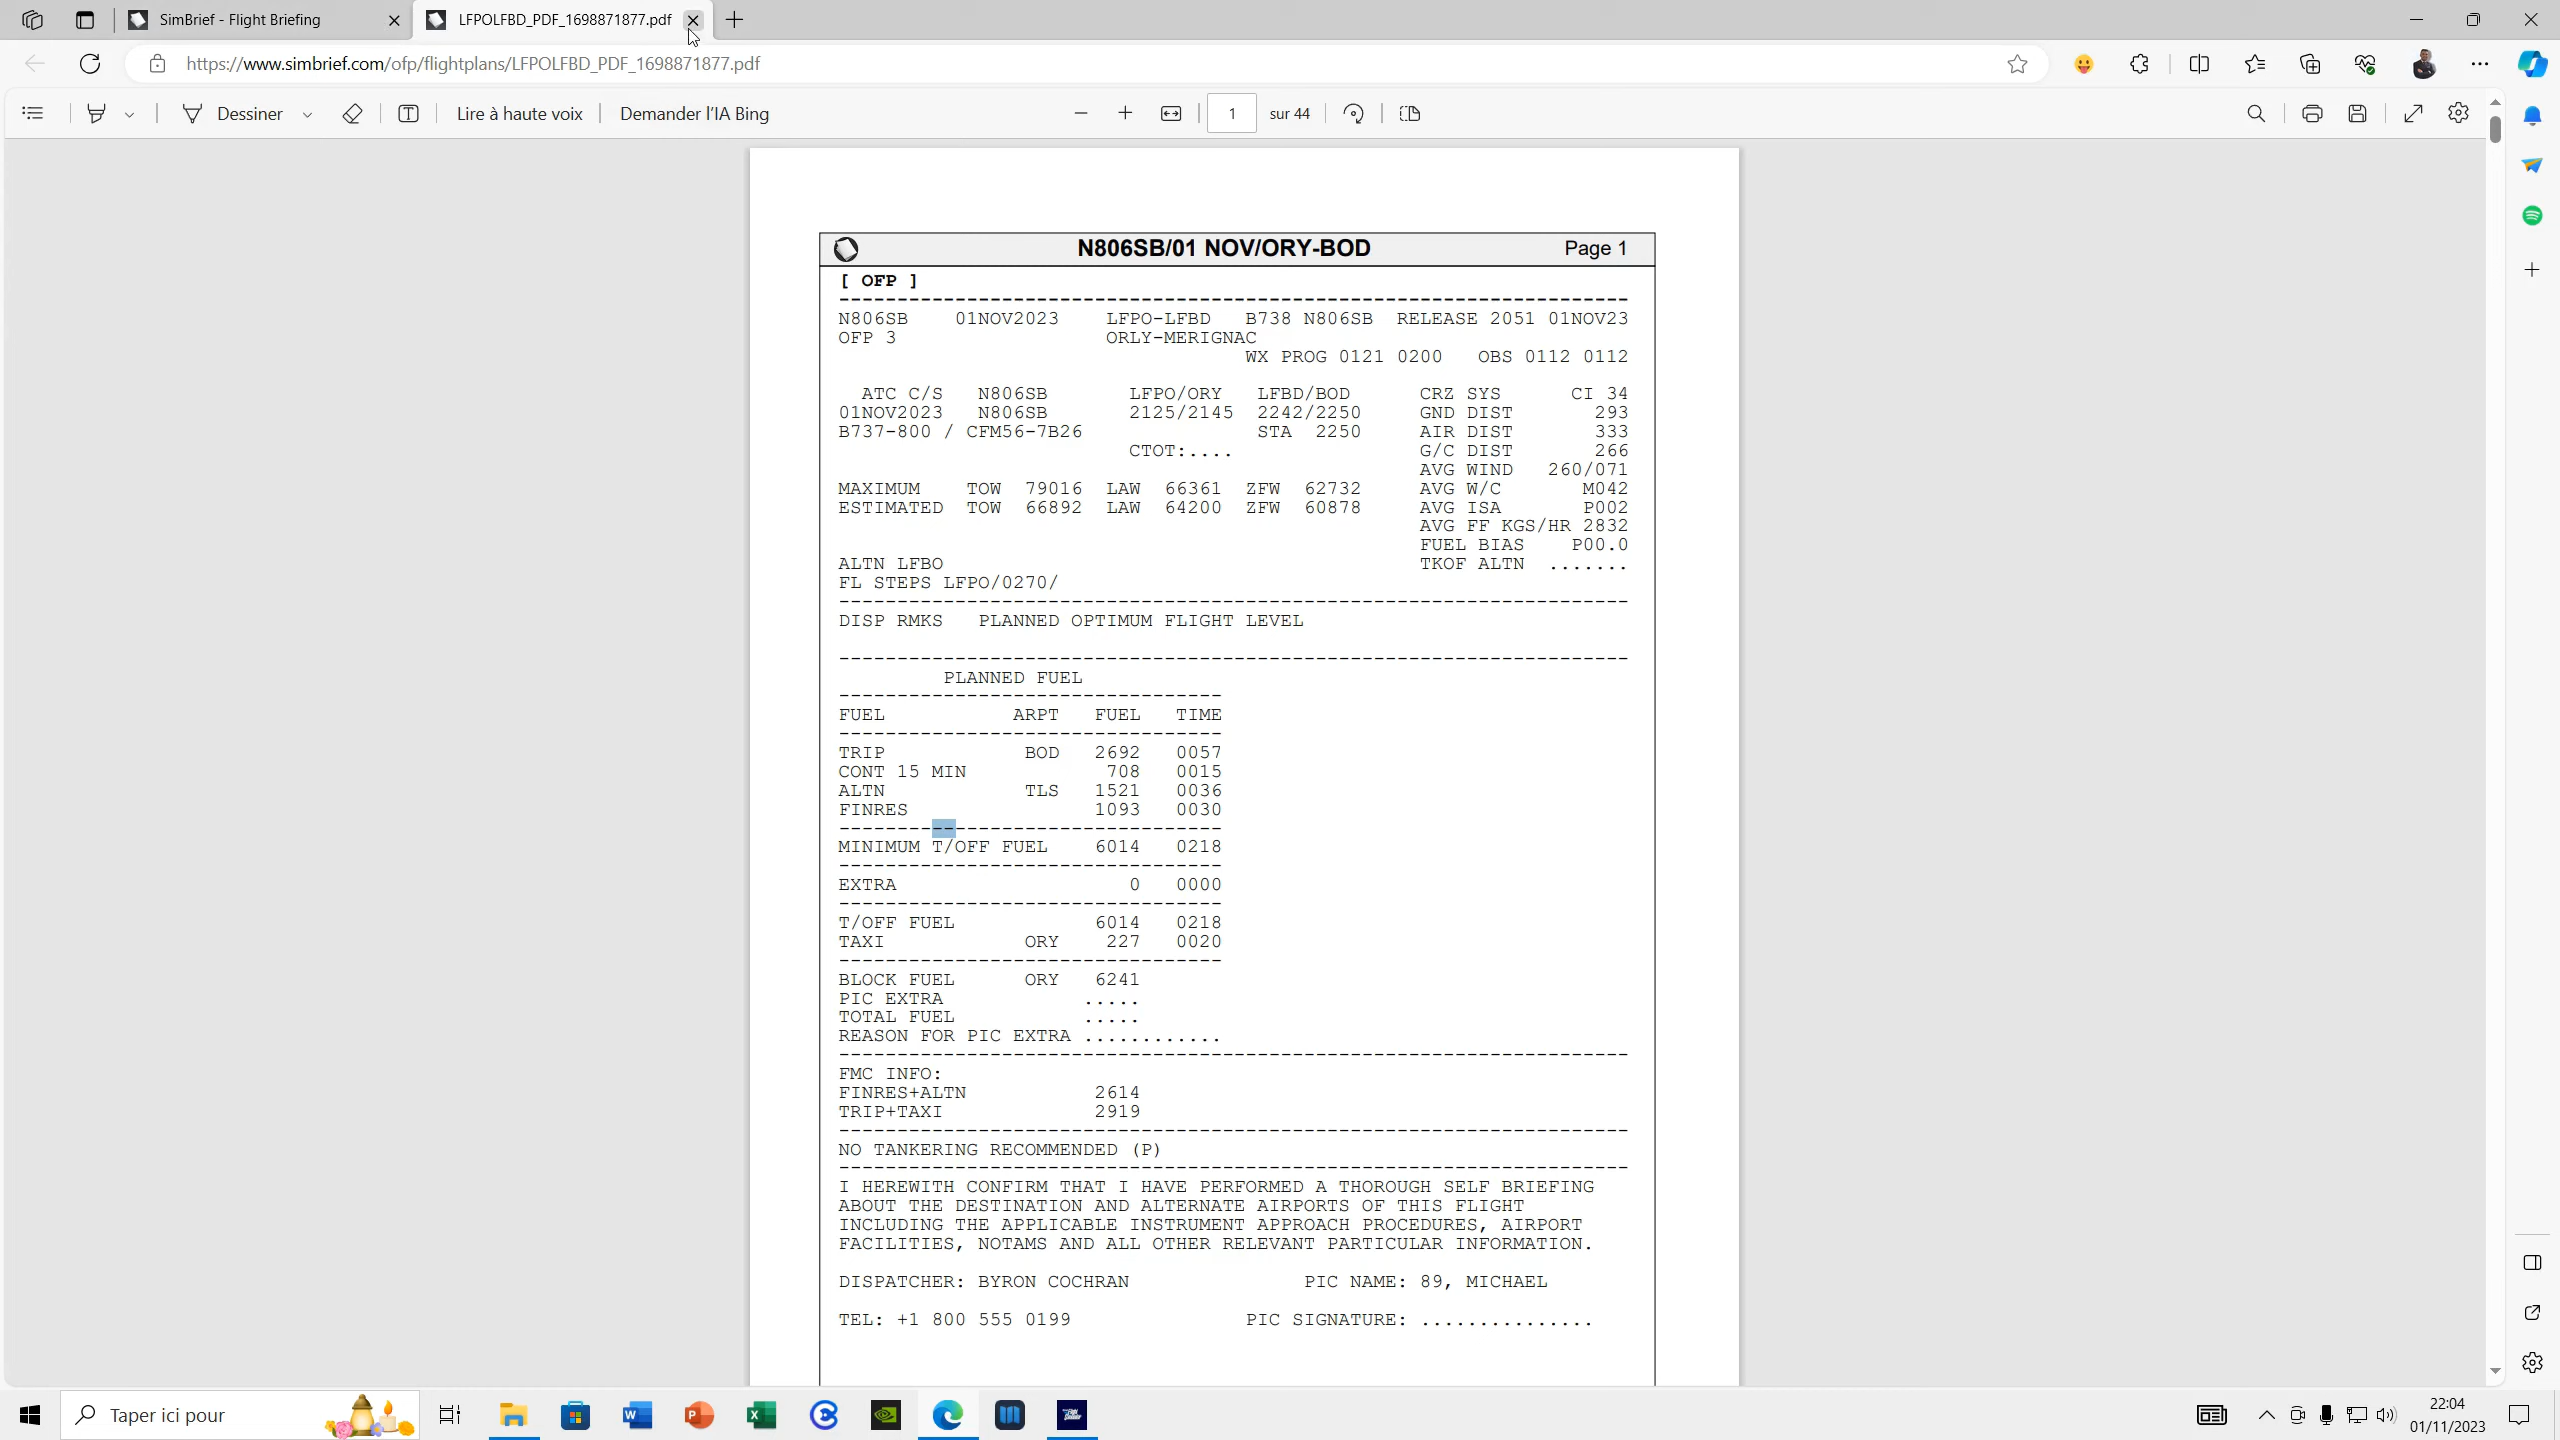 SimBrief - Flight Briefing
LFPOLFBD_PDF_1698871877.pdf
https://www.simbrief.com/ofp/flightplans/LFPOLFBD_PDF_1698871877.pdf
Dessiner
Lire à haute voix
Demander l'IA Bing
1 sur 44
N806SB/01 NOV/ORY-BOD Page 1
[ OFP ]
--------------------------------------------------------------------
N806SB 01NOV2023 LFPO-LFBD B738 N806SB RELEASE 2051 01NOV23
OFP 3 ORLY-MERIGNAC
WX PROG 0121 0200 OBS 0112 0112
ATC C/S N806SB LFPO/ORY LFBD/BOD CRZ SYS CI 34
01NOV2023 N806SB 2125/2145 2242/2250 GND DIST 293
B737-800 / CFM56-7B26 STA 2250 AIR DIST 333
CTOT:.... G/C DIST 266
AVG WIND 260/071
MAXIMUM TOW 79016 LAW 66361 ZFW 62732 AVG W/C M042
ESTIMATED TOW 66892 LAW 64200 ZFW 60878 AVG ISA P002
AVG FF KGS/HR 2832
FUEL BIAS P00.0
ALTN LFBO TKOF ALTN .......
FL STEPS LFPO/0270/
--------------------------------------------------------------------
DISP RMKS PLANNED OPTIMUM FLIGHT LEVEL
--------------------------------------------------------------------
PLANNED FUEL
---------------------------------
FUEL ARPT FUEL TIME
---------------------------------
TRIP BOD 2692 0057
CONT 15 MIN 708 0015
ALTN TLS 1521 0036
FINRES 1093 0030
---------------------------------
MINIMUM T/OFF FUEL 6014 0218
---------------------------------
EXTRA 0 0000
---------------------------------
T/OFF FUEL 6014 0218
TAXI ORY 227 0020
---------------------------------
BLOCK FUEL ORY 6241
PIC EXTRA .....
TOTAL FUEL .....
REASON FOR PIC EXTRA ............
--------------------------------------------------------------------
FMC INFO:
FINRES+ALTN 2614
TRIP+TAXI 2919
--------------------------------------------------------------------
NO TANKERING RECOMMENDED (P)
--------------------------------------------------------------------
I HEREWITH CONFIRM THAT I HAVE PERFORMED A THOROUGH SELF BRIEFING
ABOUT THE DESTINATION AND ALTERNATE AIRPORTS OF THIS FLIGHT
INCLUDING THE APPLICABLE INSTRUMENT APPROACH PROCEDURES, AIRPORT
FACILITIES, NOTAMS AND ALL OTHER RELEVANT PARTICULAR INFORMATION.
DISPATCHER: BYRON COCHRAN PIC NAME: 89, MICHAEL
TEL: +1 800 555 0199 PIC SIGNATURE: ...............
Taper ici pour
22:04
01/11/2023